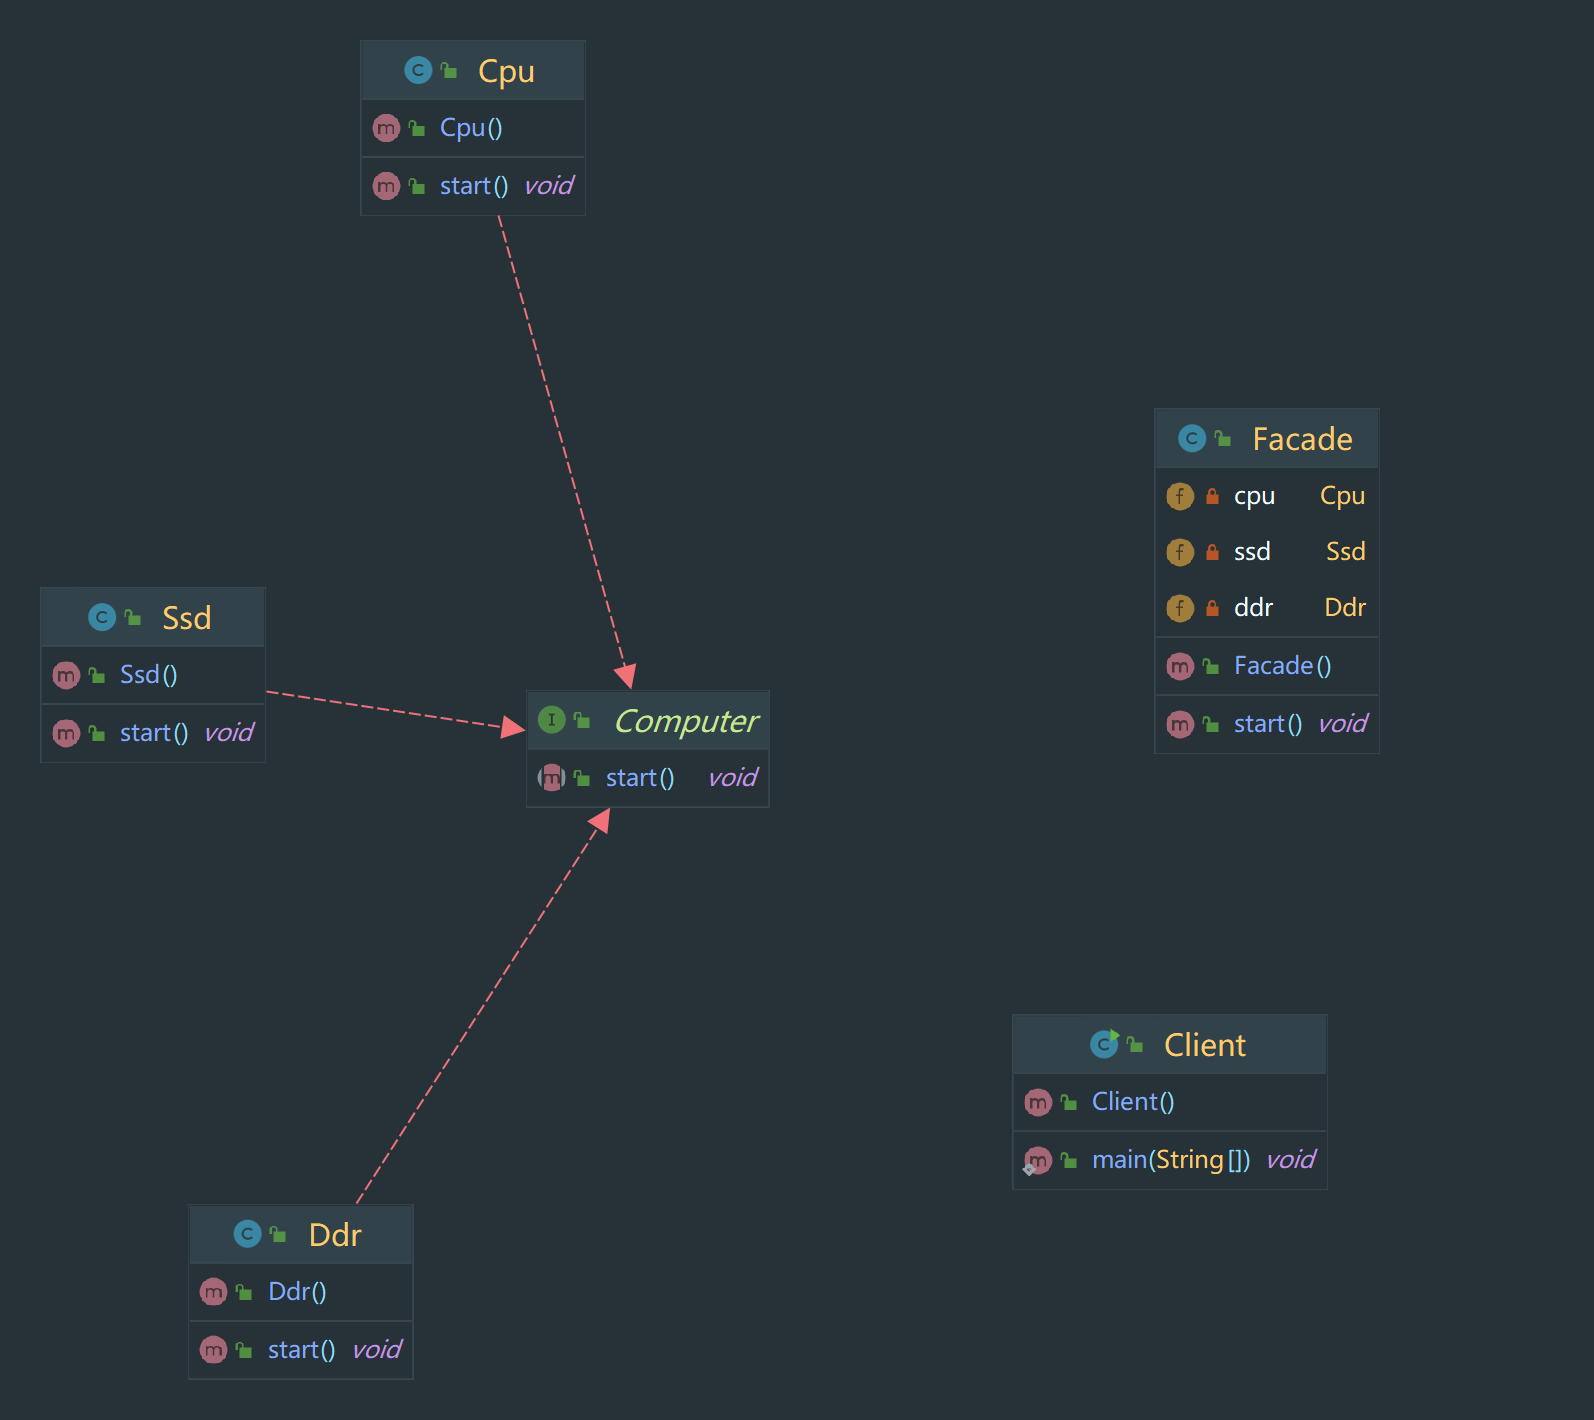 Cpu
Cpu()
start() void
Facade
cpu Cpu
ssd Ssd
ddr Ddr
Facade()
start() void
Ssd
Ssd()
start() void
Computer
start() void
Client
Client()
main(String[]) void
Ddr
Ddr()
start() void